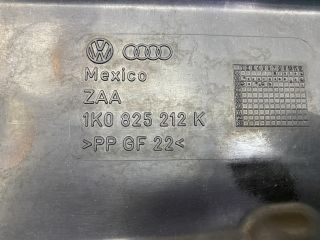 Mexico
ZAA
1K0 825 212 K
>PP GF 22<